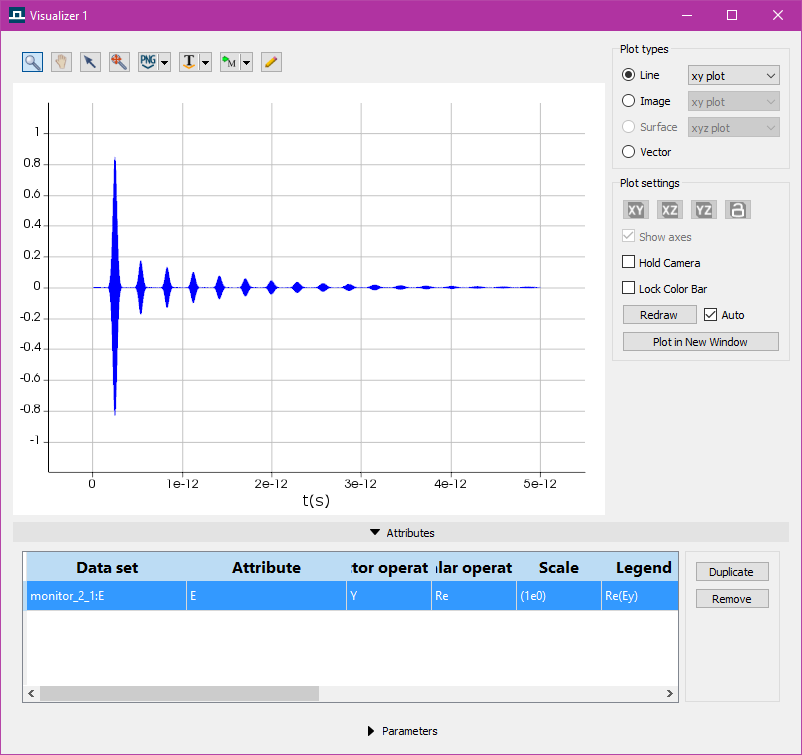 Visualizer 1
PNG T M
Plot types
Line xy plot
Image xy plot
Surface xyz plot
Vector
Plot settings
XY XZ YZ a
Show axes
Hold Camera
Lock Color Bar
Redraw Auto
Plot in New Window
1
0.8
0.6
0.4
0.2
0
-0.2
-0.4
-0.6
-0.8
-1
0 1e-12 2e-12 3e-12 4e-12 5e-12
t(s)
Attributes
Data set Attribute tor operat lar operat Scale Legend
monitor_2_1:E E Y Re (1e0) Re(Ey)
Duplicate
Remove
Parameters